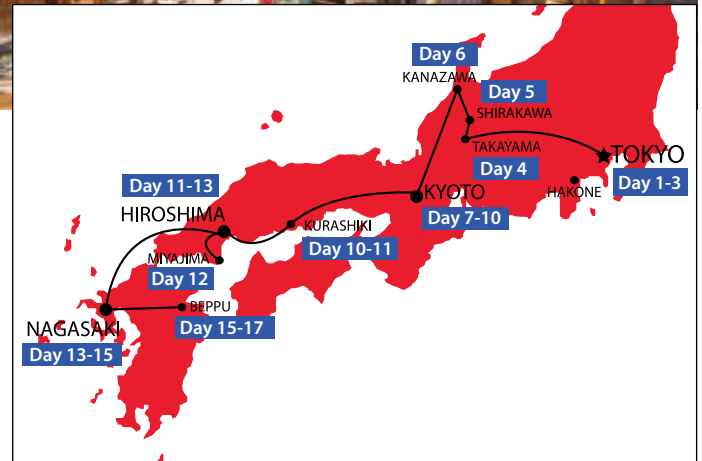 Day 6
KANAZAWA
Day 5
SHIRAKAWA
TAKAYAMA
Day 4
TOKYO
Day 1-3
HAKONE
KYOTO
Day 7-10
Day 11-13
HIROSHIMA
KURASHIKI
Day 10-11
MIYAJIMA
Day 12
BEPPU
Day 15-17
NAGASAKI
Day 13-15